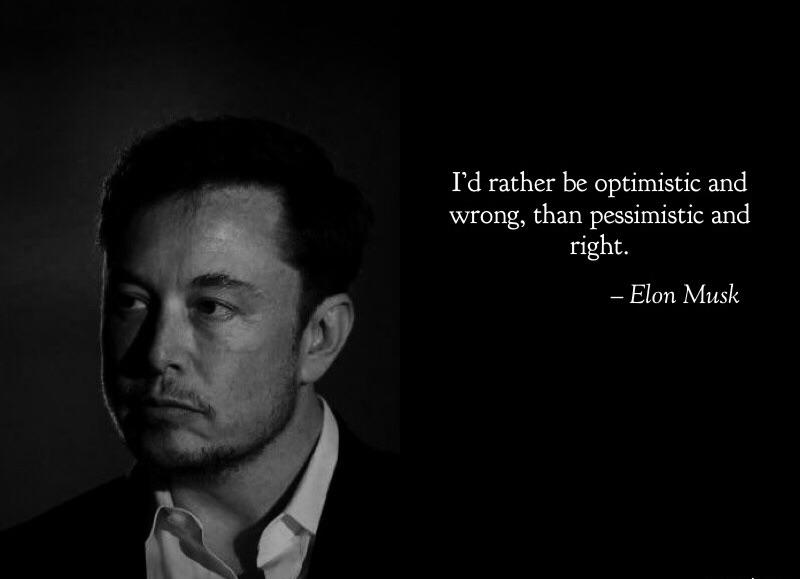 I’d rather be optimistic and
wrong, than pessimistic and
right.
– Elon Musk